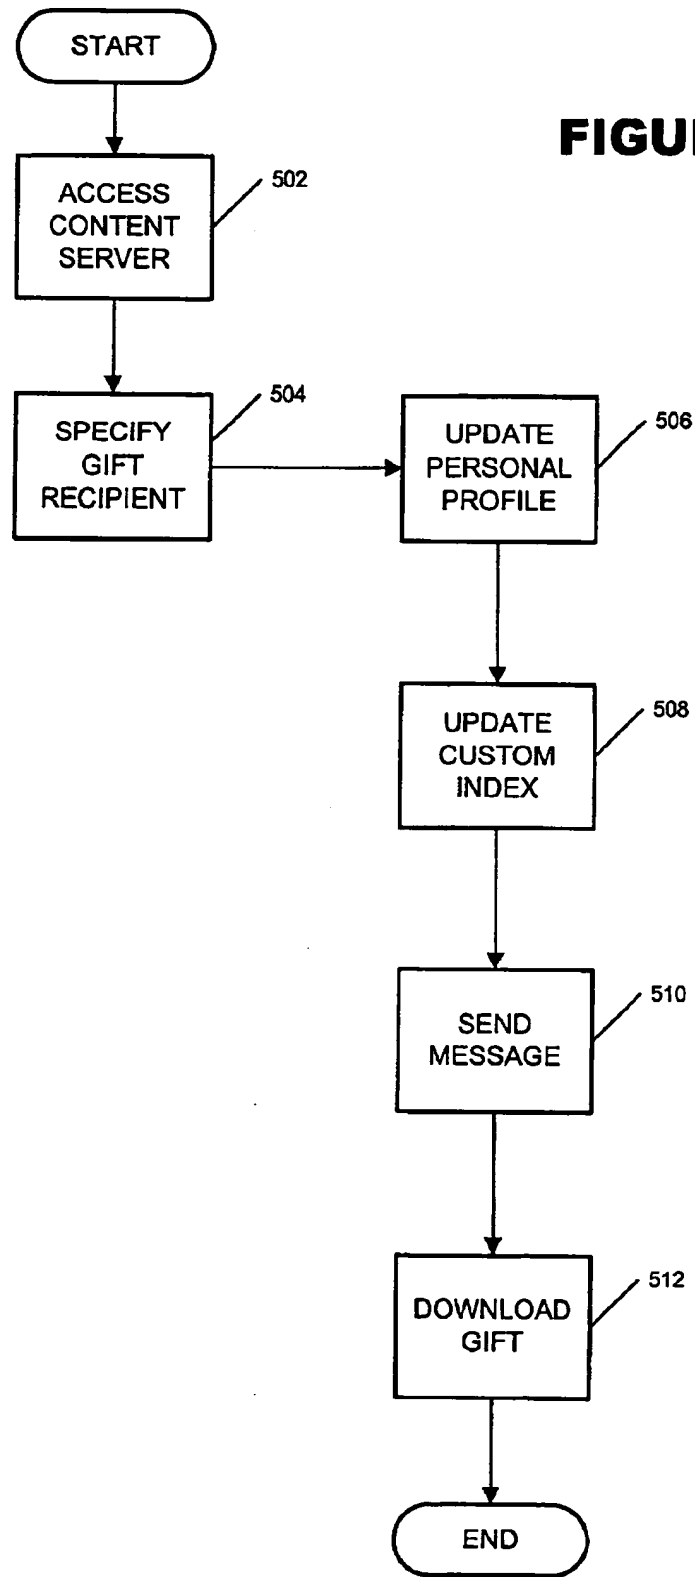 START
FIGU
502
ACCESS
CONTENT
SERVER
504
SPECIFY
GIFT
RECIPIENT
506
UPDATE
PERSONAL
PROFILE
508
UPDATE
CUSTOM
INDEX
510
SEND
MESSAGE
512
DOWNLOAD
GIFT
END